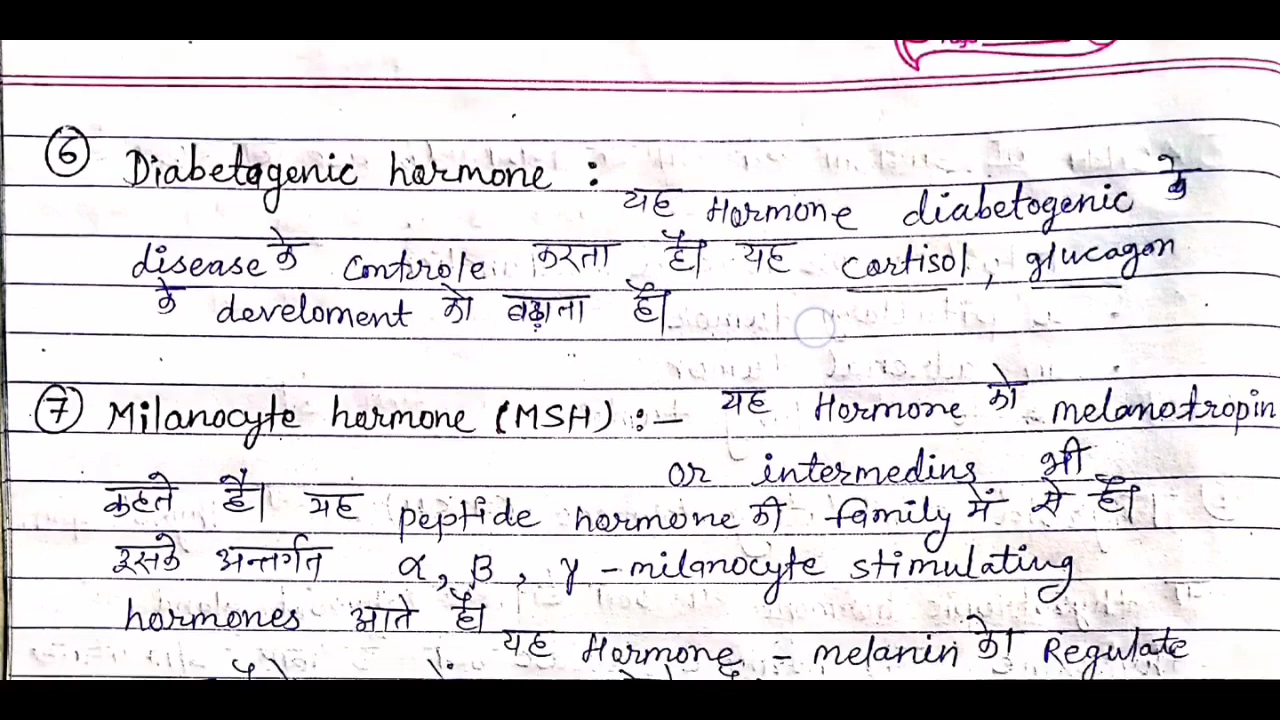 ⑥ Diabetogenic hormone :
यह Hormone diabetogenic के
disease के controle करता है। यह cortisol, glucagon
के develoment को बढ़ाता है।
⑦ Milanocyte hormone (MSH) :- यह Hormone को melanotropin
or intermedins भी
कहते हैं। यह peptide hormone की family में से है।
इसके अन्तर्गत α, β, γ - milanocyte stimulating
hormones आते है।
यह Hormone - melanin को Regulate